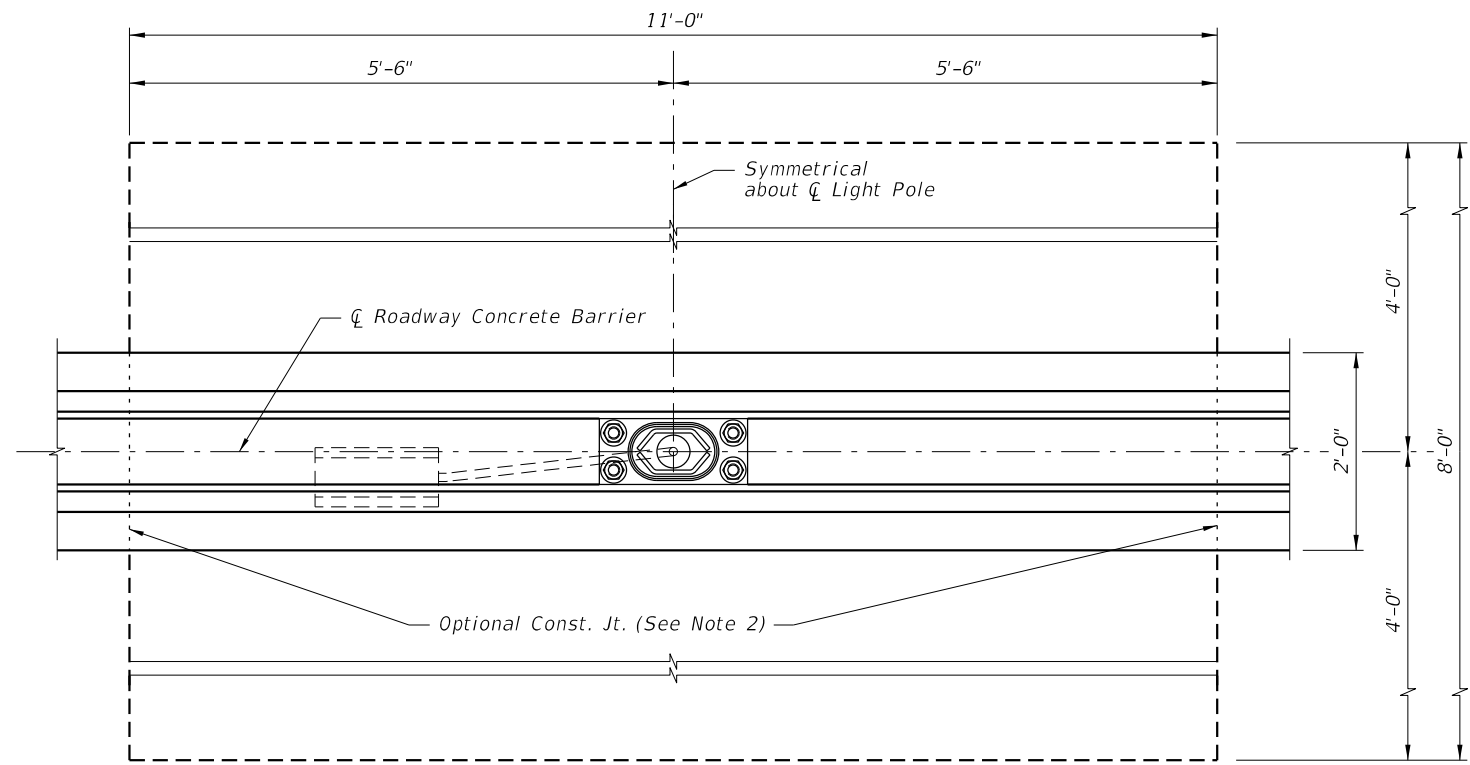 11'-0"
5'-6"
5'-6"
Symmetrical
about ℄ Light Pole
℄ Roadway Concrete Barrier
4'-0"
2'-0"
8'-0"
4'-0"
Optional Const. Jt. (See Note 2)